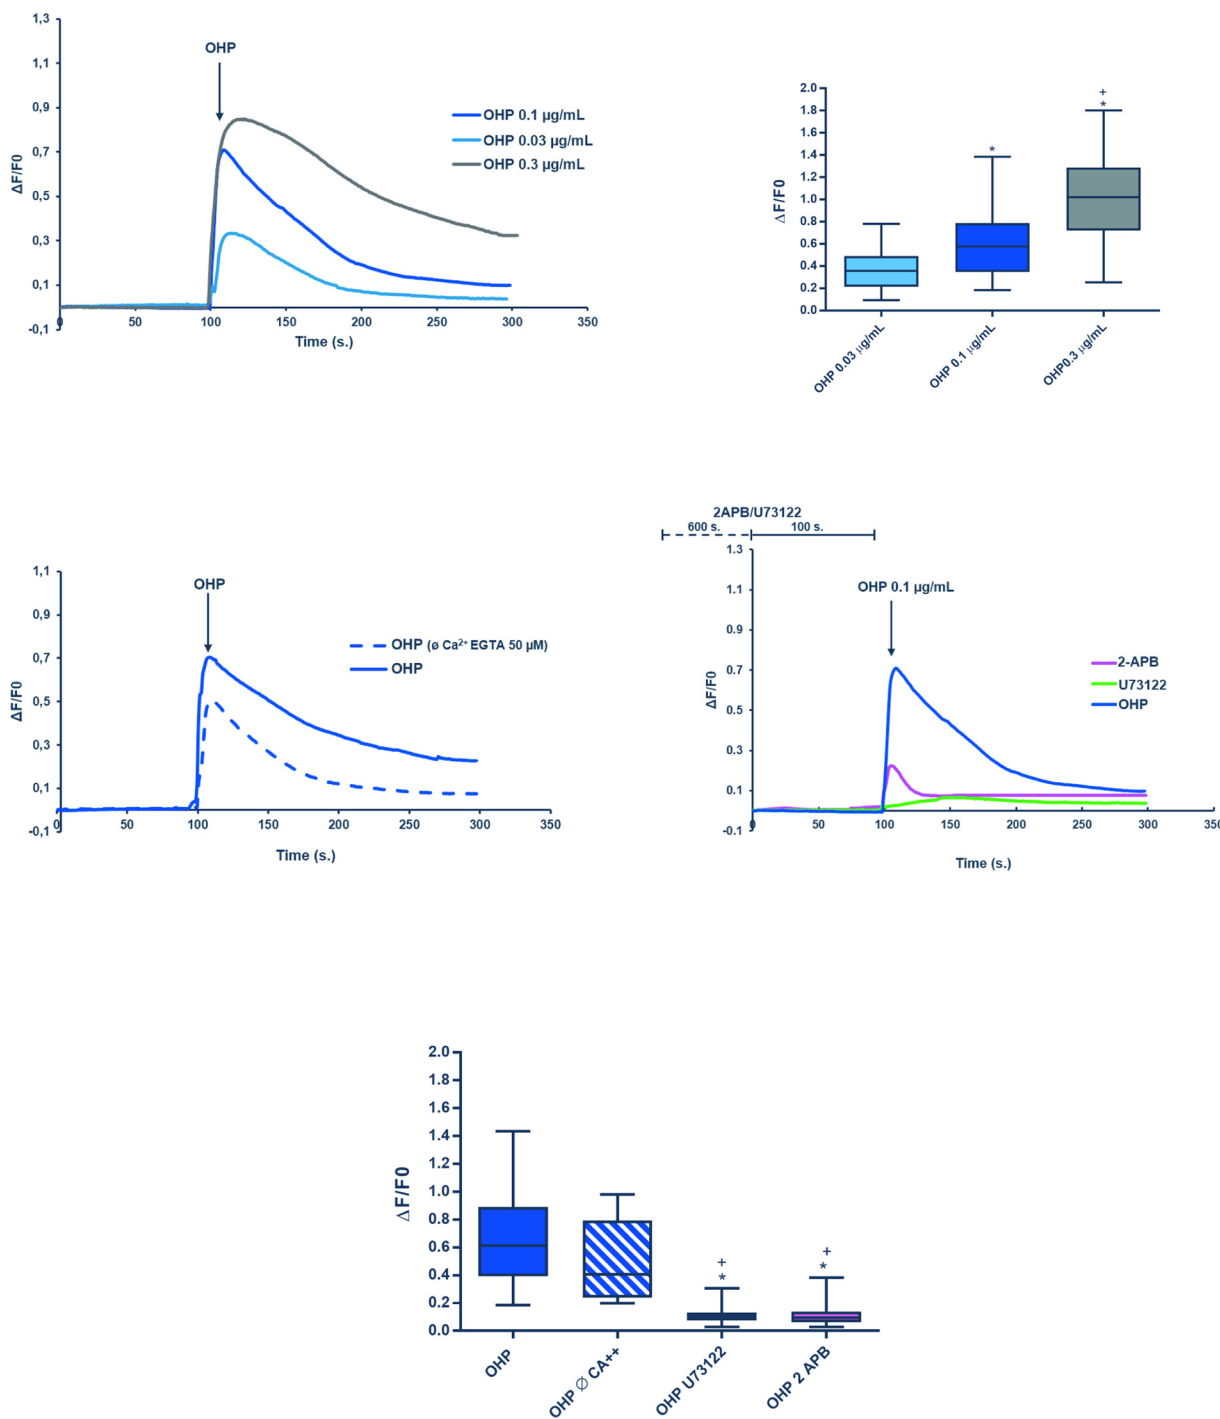 1,3
1,1
0,9
0,7
0,5
0,3
0,1
-0,1
ΔF/F0
OHP
OHP 0.1 µg/mL
OHP 0.03 µg/mL
OHP 0.3 µg/mL
0 50 100 150 200 250 300 350
Time (s.)
2.0
1.8
1.6
1.4
1.2
1.0
0.8
0.6
0.4
0.2
0.0
ΔF/F0
*
+
*
OHP 0.03 µg/mL
OHP 0.1 µg/mL
OHP0.3 µg/mL
1,1
0,9
0,7
0,5
0,3
0,1
-0,1
ΔF/F0
OHP
OHP (ø Ca²⁺ EGTA 50 µM)
OHP
0 50 100 150 200 250 300 350
Time (s.)
2APB/U73122
600 s. 100 s.
1.3
1.1
0.9
0.7
0.5
0.3
0.1
-0.1
ΔF/F0
OHP 0.1 µg/mL
2-APB
U73122
OHP
0 50 100 150 200 250 300 350
Time (s.)
2.0
1.8
1.6
1.4
1.2
1.0
0.8
0.6
0.4
0.2
0.0
ΔF/F0
+
*
+
*
OHP
OHP ∅ CA++
OHP U73122
OHP 2 APB